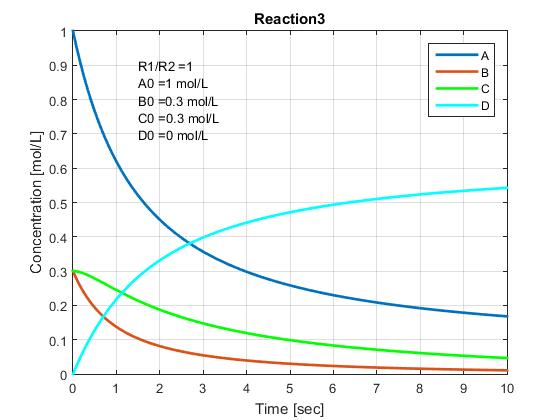 Reaction3
R1/R2 =1
A0 =1 mol/L
B0 =0.3 mol/L
C0 =0.3 mol/L
D0 =0 mol/L
A
B
C
D
Concentration [mol/L]
1
0.9
0.8
0.7
0.6
0.5
0.4
0.3
0.2
0.1
0
0 1 2 3 4 5 6 7 8 9 10
Time [sec]